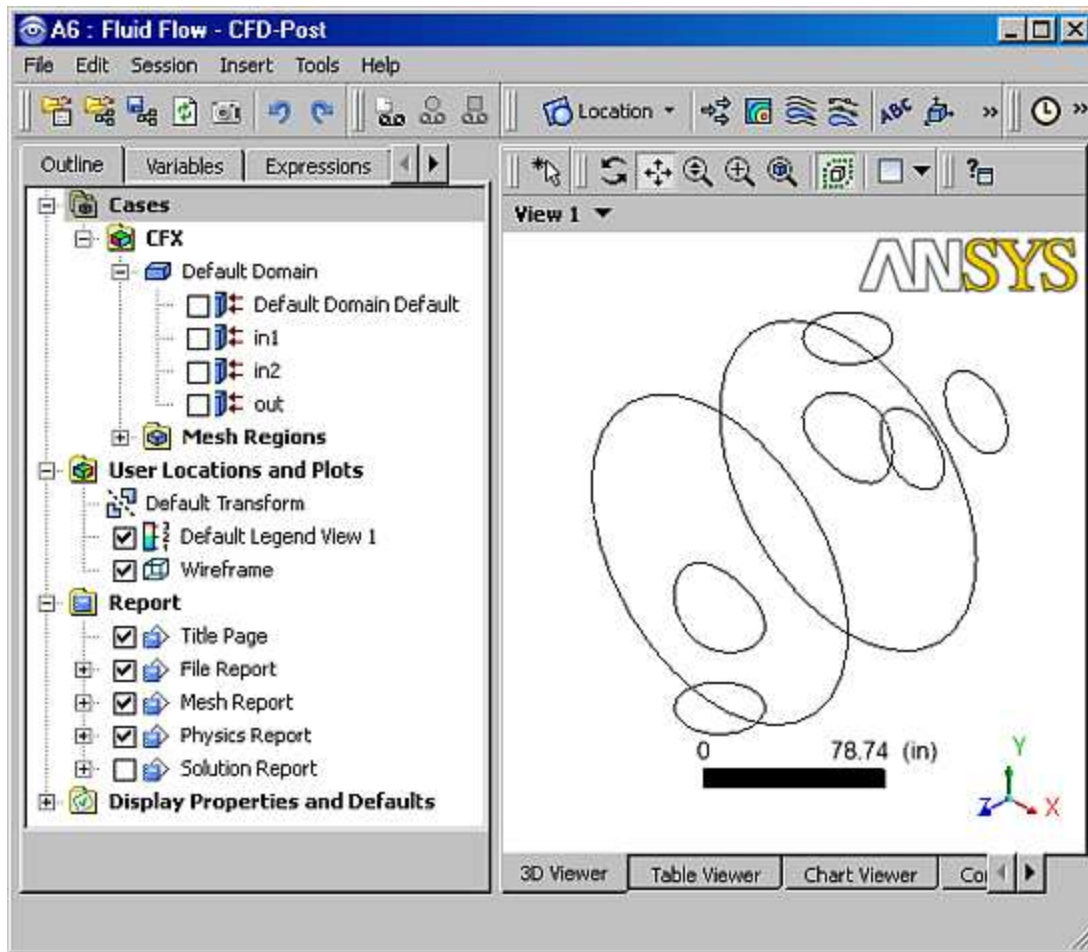 A6 : Fluid Flow - CFD-Post
File Edit Session Insert Tools Help
Location ABC
Outline Variables Expressions
Cases
CFX
Default Domain
Default Domain Default
in1
in2
out
Mesh Regions
User Locations and Plots
Default Transform
Default Legend View 1
Wireframe
Report
Title Page
File Report
Mesh Report
Physics Report
Solution Report
Display Properties and Defaults
View 1
ANSYS
0 78.74 (in)
Y
Z X
3D Viewer Table Viewer Chart Viewer Co